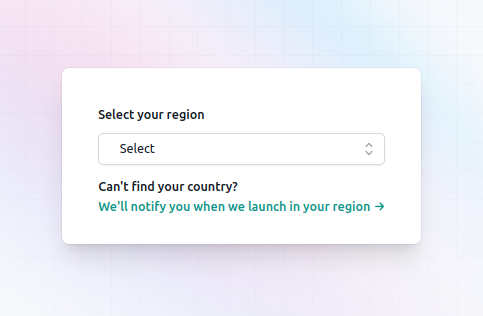 Select your region
Select
Can't find your country?
We'll notify you when we launch in your region →